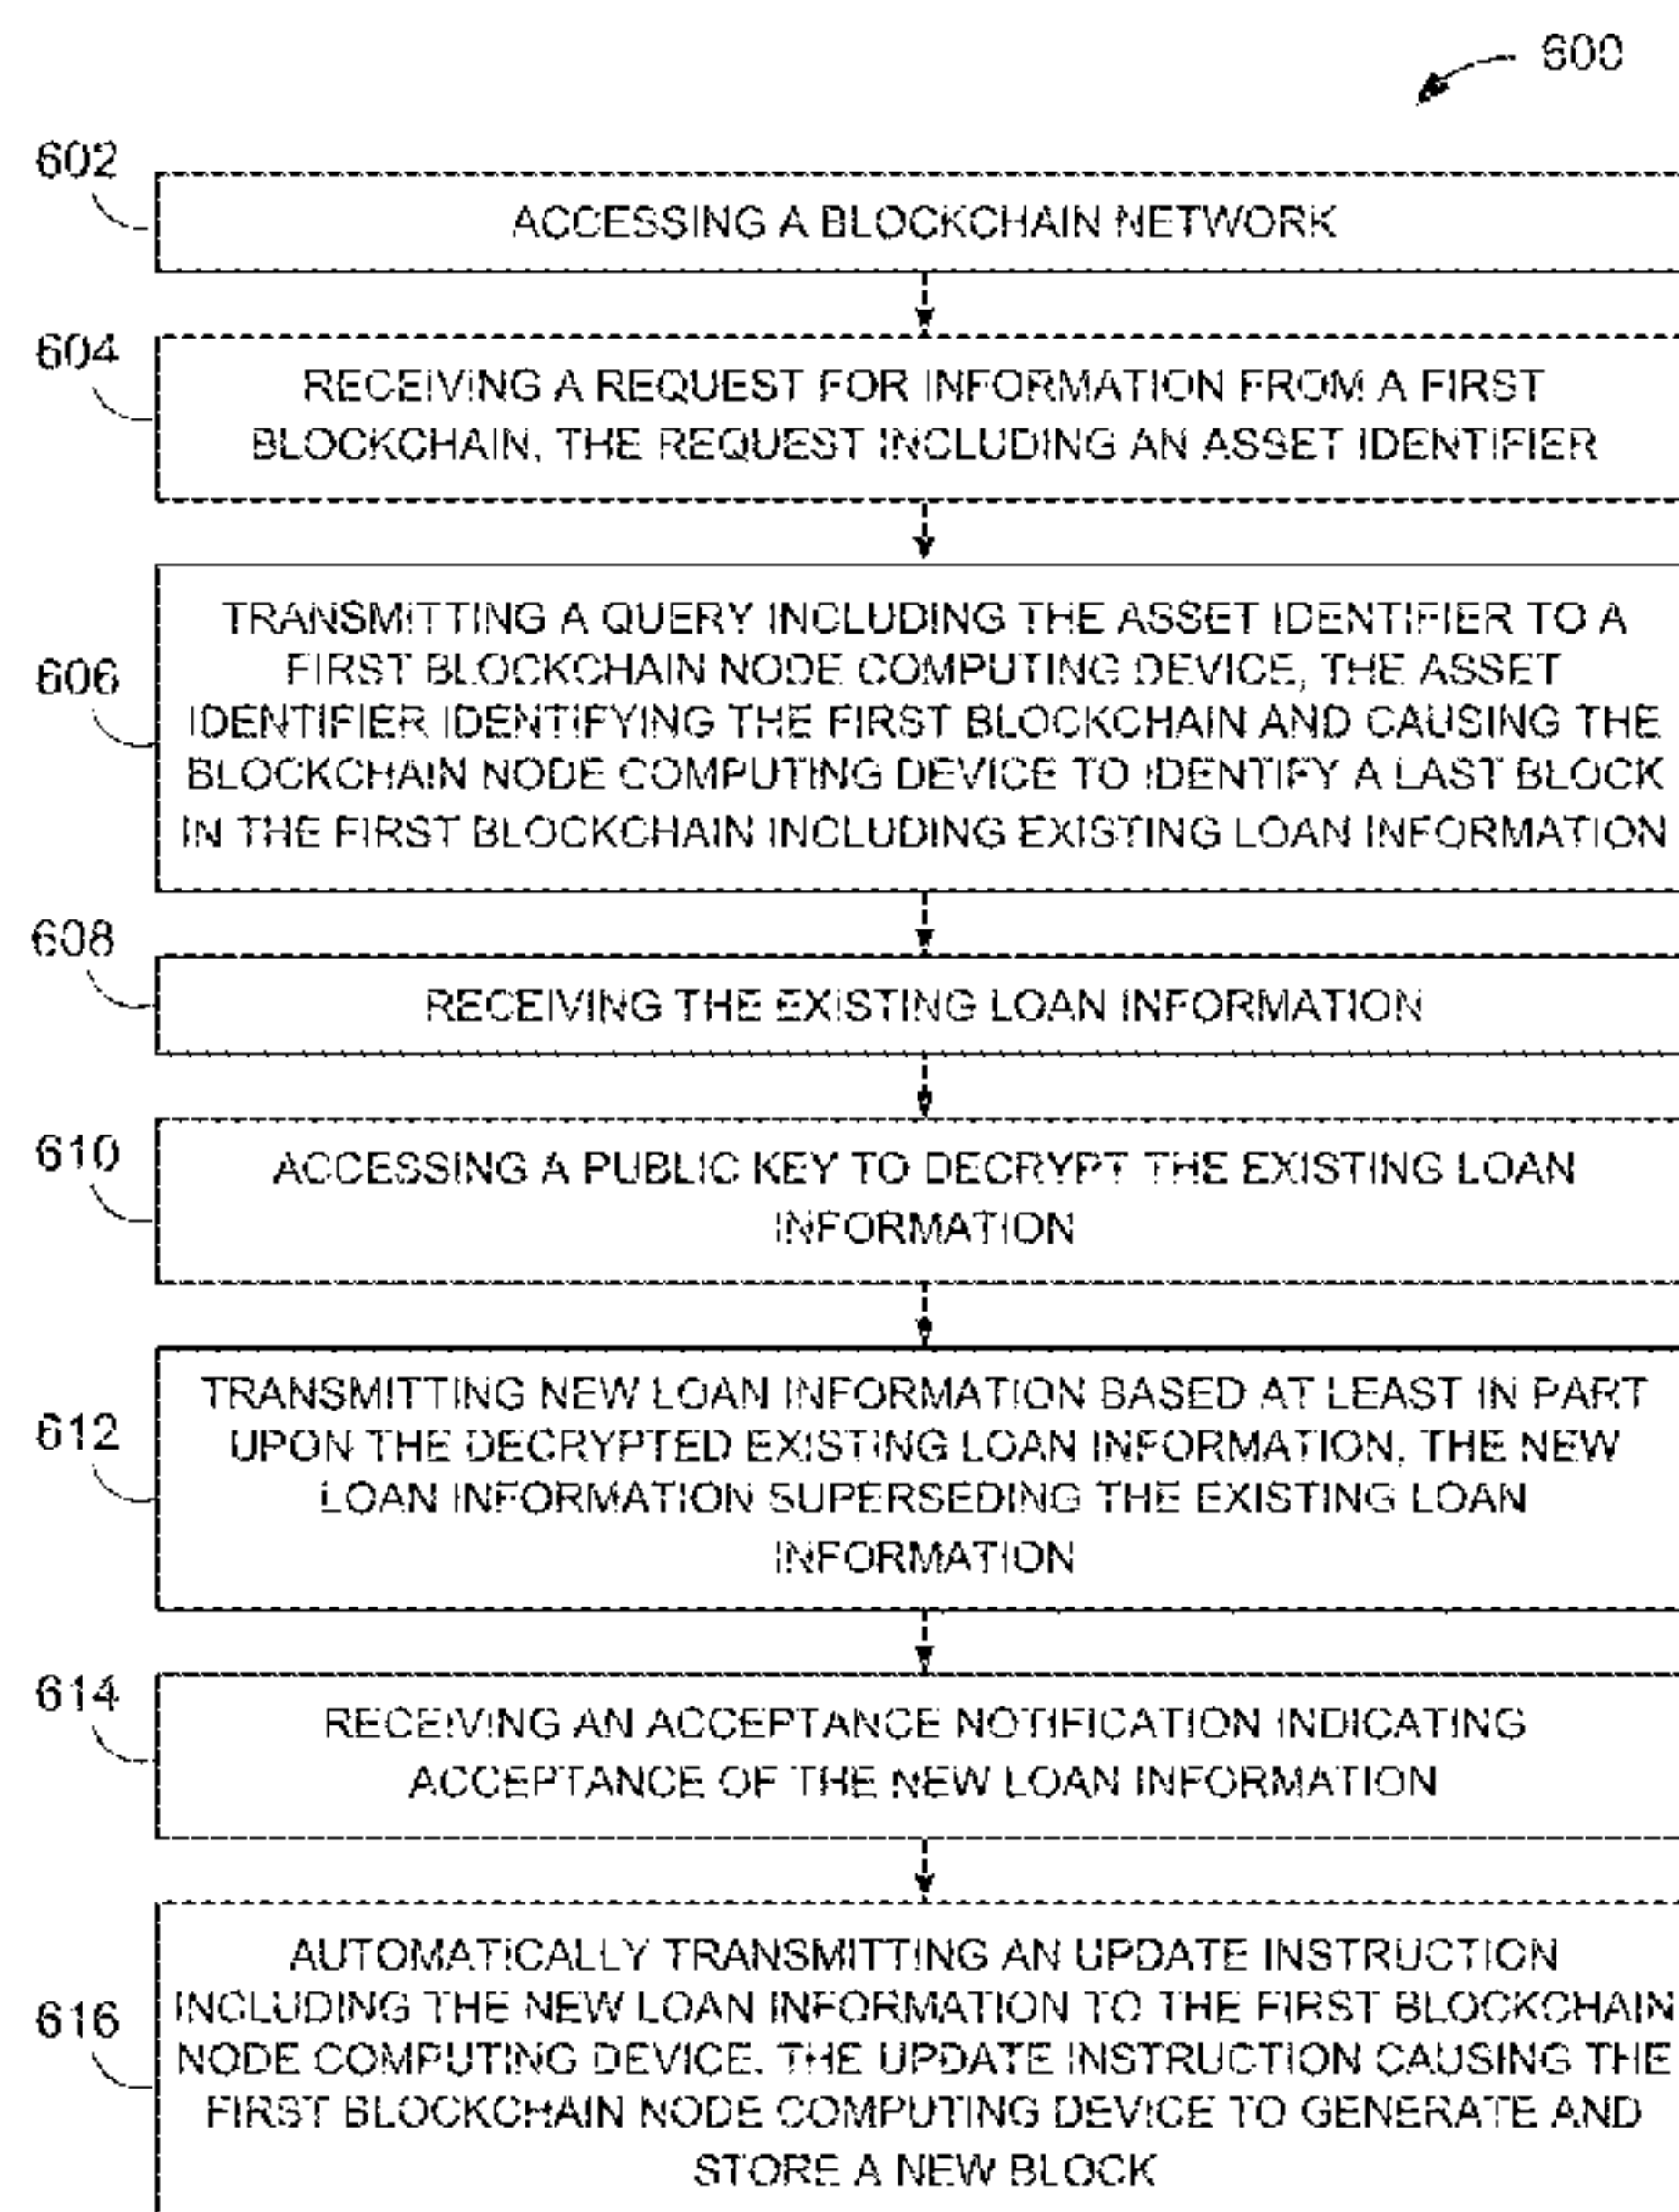 600
602
ACCESSING A BLOCKCHAIN NETWORK
604
RECEIVING A REQUEST FOR INFORMATION FROM A FIRST
BLOCKCHAIN, THE REQUEST INCLUDING AN ASSET IDENTIFIER
606
TRANSMITTING A QUERY INCLUDING THE ASSET IDENTIFIER TO A
FIRST BLOCKCHAIN NODE COMPUTING DEVICE, THE ASSET
IDENTIFIER IDENTIFYING THE FIRST BLOCKCHAIN AND CAUSING THE
BLOCKCHAIN NODE COMPUTING DEVICE TO IDENTIFY A LAST BLOCK
IN THE FIRST BLOCKCHAIN INCLUDING EXISTING LOAN INFORMATION
608
RECEIVING THE EXISTING LOAN INFORMATION
610
ACCESSING A PUBLIC KEY TO DECRYPT THE EXISTING LOAN
INFORMATION
612
TRANSMITTING NEW LOAN INFORMATION BASED AT LEAST IN PART
UPON THE DECRYPTED EXISTING LOAN INFORMATION, THE NEW
LOAN INFORMATION SUPERSEDING THE EXISTING LOAN
INFORMATION
614
RECEIVING AN ACCEPTANCE NOTIFICATION INDICATING
ACCEPTANCE OF THE NEW LOAN INFORMATION
616
AUTOMATICALLY TRANSMITTING AN UPDATE INSTRUCTION
INCLUDING THE NEW LOAN INFORMATION TO THE FIRST BLOCKCHAIN
NODE COMPUTING DEVICE, THE UPDATE INSTRUCTION CAUSING THE
FIRST BLOCKCHAIN NODE COMPUTING DEVICE TO GENERATE AND
STORE A NEW BLOCK